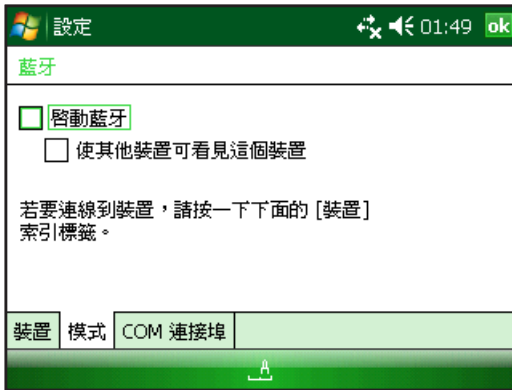 設定 01:49 ok
藍牙
啓動藍牙
使其他裝置可看見這個裝置
若要連線到裝置，請按一下下面的 [裝置]
索引標籤。
裝置 模式 COM 連接埠